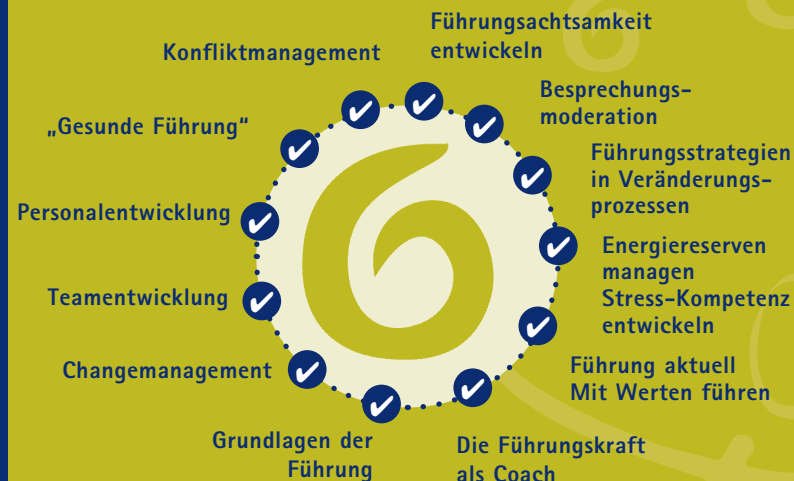 Führungsachtsamkeit
entwickeln
Besprechungs-
moderation
Führungsstrategien
in Veränderungs-
prozessen
Energiereserven
managen
Stress-Kompetenz
entwickeln
Führung aktuell
Mit Werten führen
Die Führungskraft
als Coach
Grundlagen der
Führung
Changemanagement
Teamentwicklung
Personalentwicklung
„Gesunde Führung“
Konfliktmanagement
6